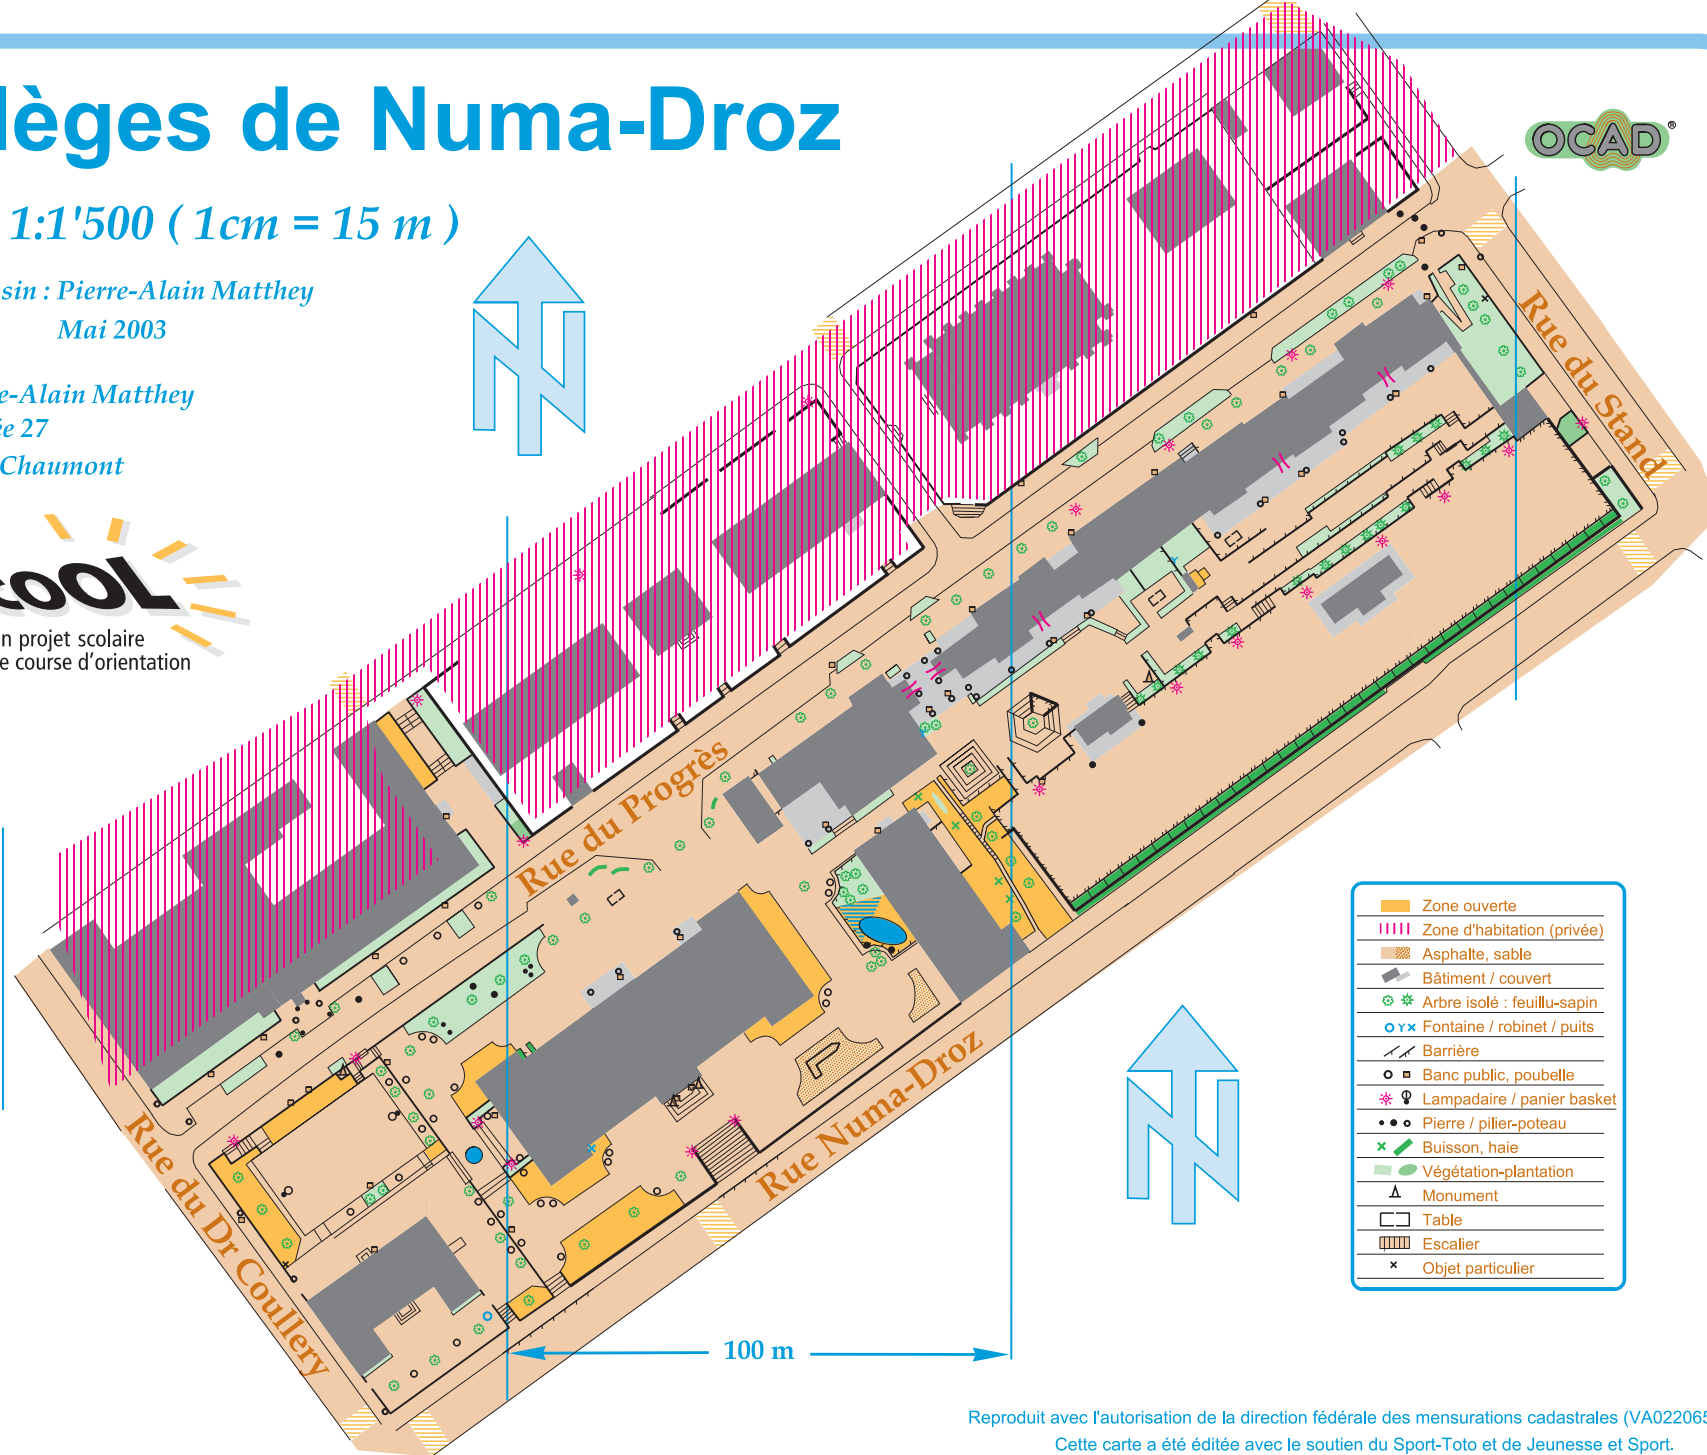 lèges de Numa-Droz
1:1'500 ( 1cm = 15 m )
sin : Pierre-Alain Matthey
Mai 2003
e-Alain Matthey
ée 27
Chaumont
COOL
n projet scolaire
e course d'orientation
OCAD ®
Rue du Stand
Rue du Progrès
Rue Numa-Droz
Rue du Dr Coullery
100 m
Zone ouverte
Zone d'habitation (privée)
Asphalte, sable
Bâtiment / couvert
Arbre isolé : feuillu-sapin
Fontaine / robinet / puits
Barrière
Banc public, poubelle
Lampadaire / panier basket
Pierre / pilier-poteau
Buisson, haie
Végétation-plantation
Monument
Table
Escalier
Objet particulier
Reproduit avec l'autorisation de la direction fédérale des mensurations cadastrales (VA022065
Cette carte a été éditée avec le soutien du Sport-Toto et de Jeunesse et Sport.